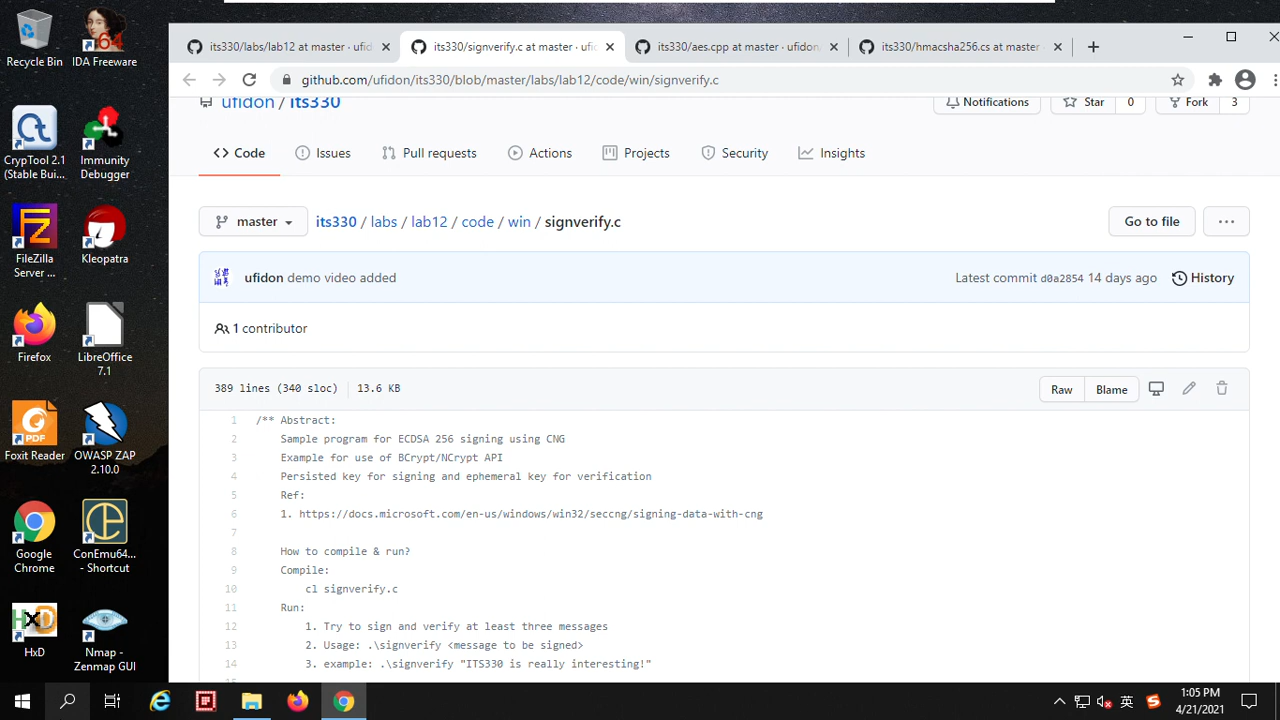 Recycle Bin
IDA Freeware
CrypTool 2.1
(Stable Bui...
Immunity
Debugger
FileZilla
Server ...
Kleopatra
Firefox
LibreOffice
7.1
Foxit Reader
OWASP ZAP
2.10.0
Google
Chrome
ConEmu64...
- Shortcut
HxD
Nmap -
Zenmap GUI
its330/labs/lab12 at master · ufid
its330/signverify.c at master · ufid
its330/aes.cpp at master · ufidon
its330/hmacsha256.cs at master
github.com/ufidon/its330/blob/master/labs/lab12/code/win/signverify.c
ufidon / its330
Notifications
Star 0
Fork 3
Code
Issues
Pull requests
Actions
Projects
Security
Insights
master
its330 / labs / lab12 / code / win / signverify.c
Go to file
ufidon demo video added
Latest commit d0a2854 14 days ago
History
1 contributor
389 lines (340 sloc) 13.6 KB
Raw
Blame
1 /** Abstract:
2 Sample program for ECDSA 256 signing using CNG
3 Example for use of BCrypt/NCrypt API
4 Persisted key for signing and ephemeral key for verification
5 Ref:
6 1. https://docs.microsoft.com/en-us/windows/win32/seccng/signing-data-with-cng
7
8 How to compile & run?
9 Compile:
10 cl signverify.c
11 Run:
12 1. Try to sign and verify at least three messages
13 2. Usage: .\signverify <message to be signed>
14 3. example: .\signverify "ITS330 is really interesting!"
英
1:05 PM
4/21/2021